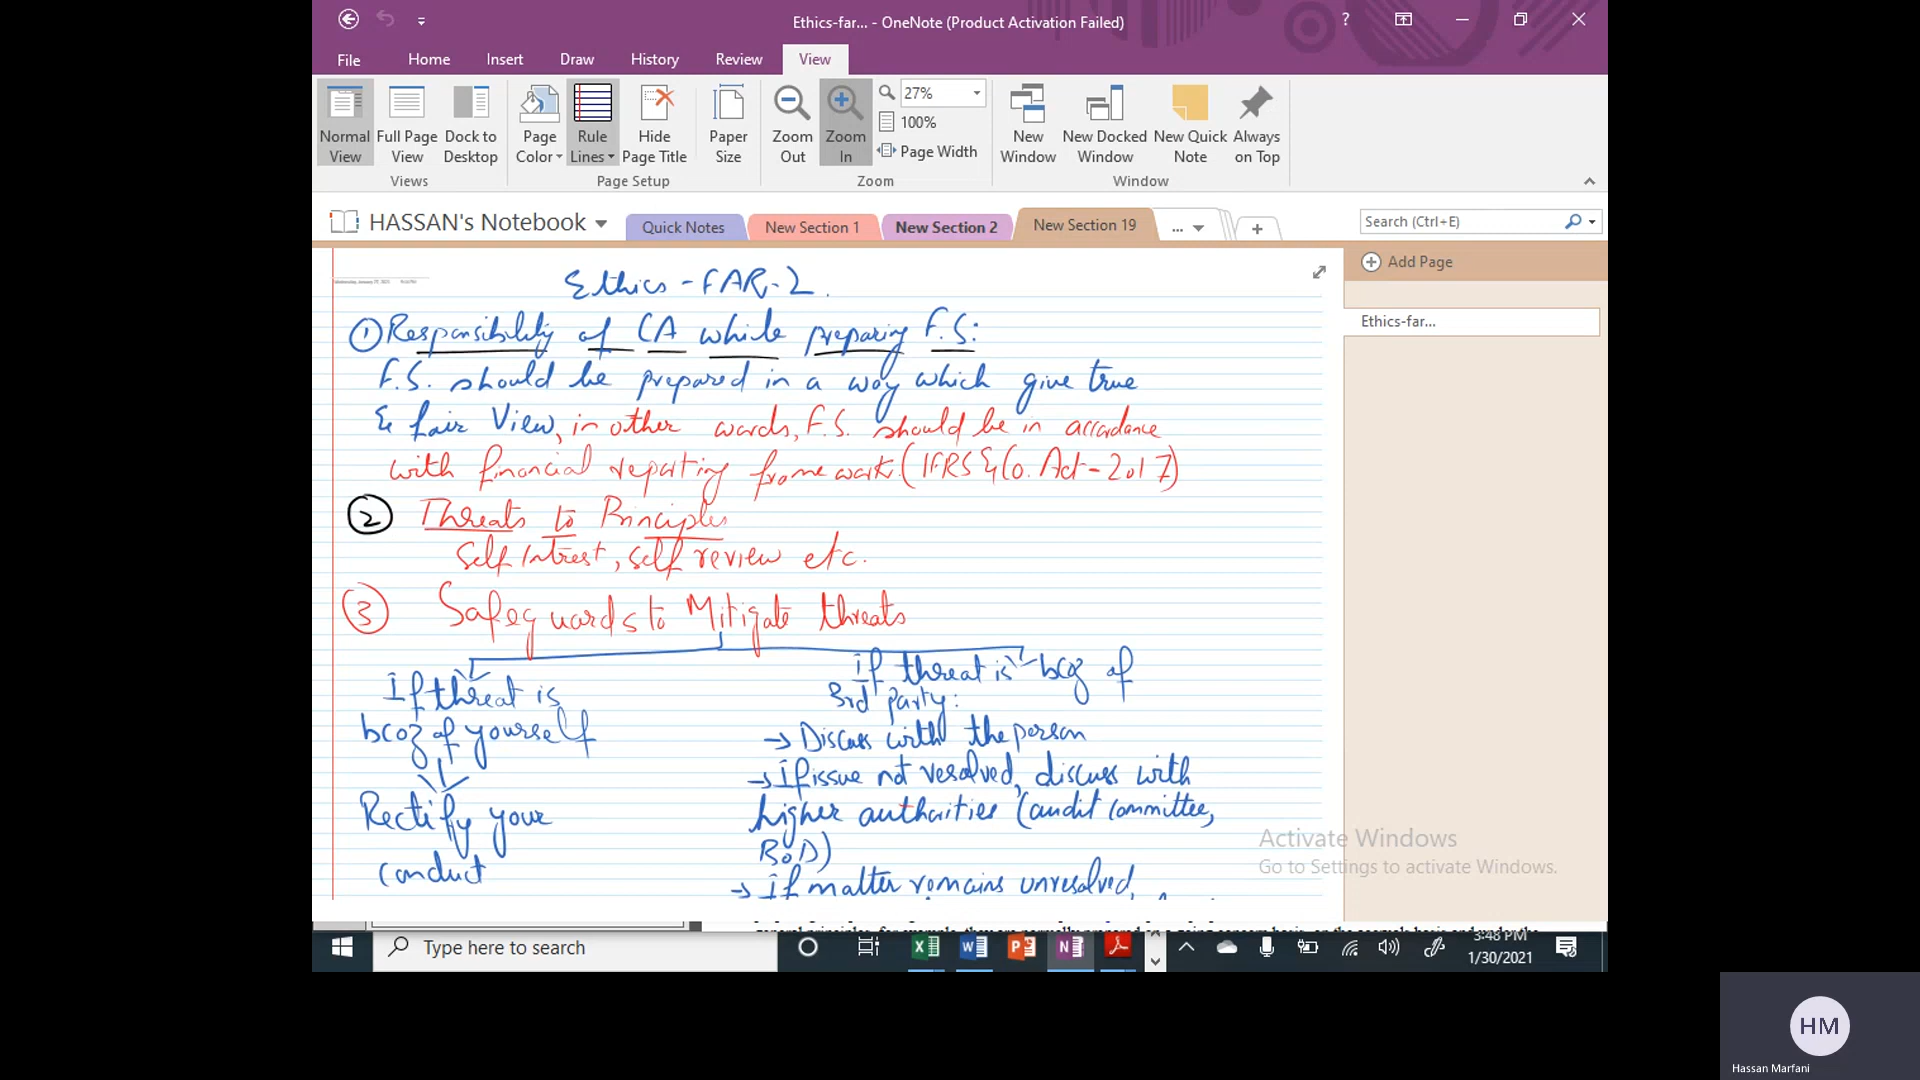 Ethics-far... - OneNote (Product Activation Failed)
?
File Home Insert Draw History Review View
Normal View
Full Page View
Dock to Desktop
Page Color
Rule Lines
Hide Page Title
Paper Size
Zoom Out
Zoom In
27%
100%
Page Width
New Window
New Docked Window
New Quick Note
Always on Top
Views Page Setup Zoom Window
HASSAN's Notebook Quick Notes New Section 1 New Section 2 New Section 19 ... Search (Ctrl+E)
Add Page
Ethics-far...
Ethics - FAR-2.
① Responsibility of CA while preparing F.S:
F.S. should be prepared in a way which give true
& fair View, in other words, F.S. should be in accordance
with financial reporting framework (IFRS & Co. Act-2017)
② Threats to Principles
Self Intrest, self review etc.
③ Safeguards to Mitigate threats
If threat is
bcoz of yourself
Rectify your
conduct
if threat is bcoz of
3rd party:
→ Discuss with the person
→ If issue not resolved, discuss with
higher authorities (audit committee,
BoD)
→ If matter remains unresolved,
Activate Windows
Go to Settings to activate Windows.
Type here to search
3:48 PM
1/30/2021
HM
Hassan Marfani